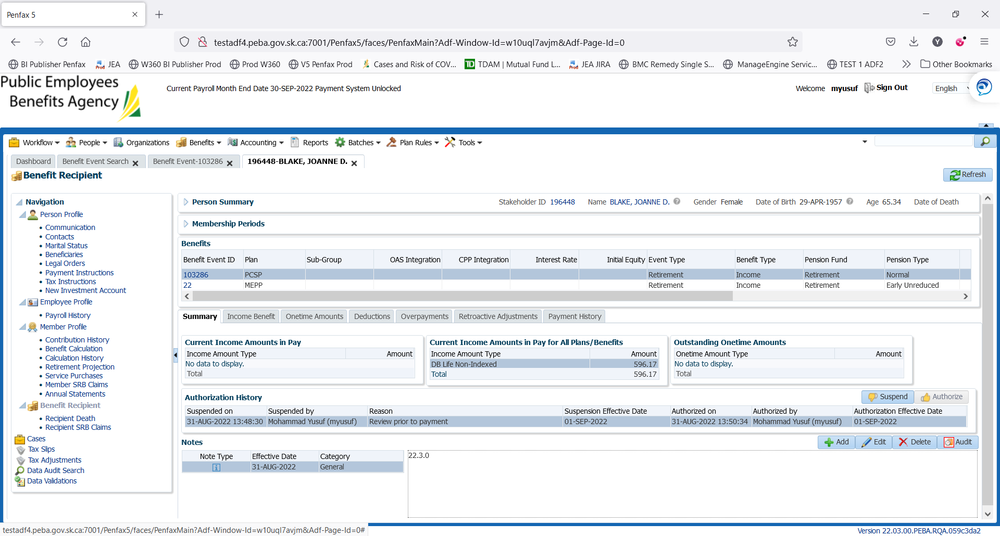 Penfax 5
testadf4.peba.gov.sk.ca:7001/Penfax5/faces/PenfaxMain?Adf-Window-Id=w10uql7avjm&Adf-Page-Id=0
Y
BI Publisher Penfax Prod JEA W360 BI Publisher Prod Prod W360 V5 Penfax Prod Cases and Risk of COV... TD TDAM | Mutual Fund L... Prod JEA JIRA BMC Remedy Single S... ManageEngine Servic... TEST 1 ADF2 Other Bookmarks
Public Employees
Benefits Agency
Current Payroll Month End Date 30-SEP-2022 Payment System Unlocked
Welcome myusuf Sign Out English
Workflow People Organizations Benefits Accounting Reports Batches Plan Rules Tools
Dashboard Benefit Event Search Benefit Event-103286 196448-BLAKE, JOANNE D.
Benefit Recipient
Refresh
Navigation
Person Profile
Communication
Contacts
Marital Status
Beneficiaries
Legal Orders
Payment Instructions
Tax Instructions
New Investment Account
Employee Profile
Payroll History
Member Profile
Contribution History
Benefit Calculation
Calculation History
Retirement Projection
Service Purchases
Member SRB Claims
Annual Statements
Benefit Recipient
Recipient Death
Recipient SRB Claims
Cases
Tax Slips
Tax Adjustments
Data Audit Search
Data Validations
Person Summary Stakeholder ID 196448 Name BLAKE, JOANNE D. Gender Female Date of Birth 29-APR-1957 Age 65.34 Date of Death
Membership Periods
Benefits
Benefit Event ID Plan Sub-Group OAS Integration CPP Integration Interest Rate Initial Equity Event Type Benefit Type Pension Fund Pension Type
103286 PCSP Retirement Income Retirement Normal
22 MEPP Retirement Income Retirement Early Unreduced
Summary Income Benefit Onetime Amounts Deductions Overpayments Retroactive Adjustments Payment History
Current Income Amounts in Pay
Income Amount Type Amount
No data to display.
Total
Current Income Amounts in Pay for All Plans/Benefits
Income Amount Type Amount
DB Life Non-Indexed 596.17
Total 596.17
Outstanding Onetime Amounts
Onetime Amount Type Amount
No data to display.
Total
Authorization History
Suspend Authorize
Suspended on Suspended by Reason Suspension Effective Date Authorized on Authorized by Authorization Effective Date
31-AUG-2022 13:48:30 Mohammad Yusuf (myusuf) Review prior to payment 01-SEP-2022 31-AUG-2022 13:50:34 Mohammad Yusuf (myusuf) 01-SEP-2022
Notes
Add Edit Delete Audit
Note Type Effective Date Category
31-AUG-2022 General
22.3.0
testadf4.peba.gov.sk.ca:7001/Penfax5/faces/PenfaxMain?Adf-Window-Id=w10uql7avjm&Adf-Page-Id=0#
Version 22.03.00.PEBA.RQA.059c3da2